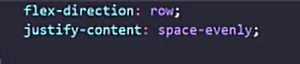 flex-direction: row;
justify-content: space-evenly;